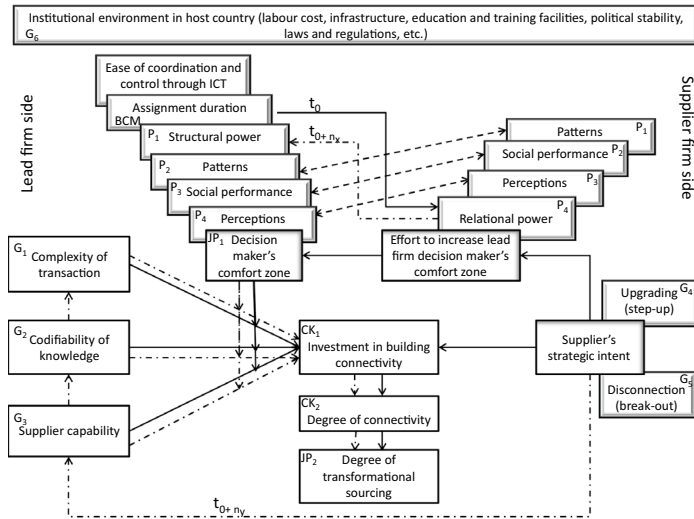 Institutional environment in host country (labour cost, infrastructure, education and training facilities, political stability,
G6 laws and regulations, etc.)
Lead firm side
Supplier firm side
Ease of coordination and
control through ICT
Assignment duration
BCM
P1 Structural power
P2 Patterns
P3 Social performance
P4 Perceptions
t0
t0+ ny
Patterns P1
Social performance P2
Perceptions P3
Relational power P4
JP1 Decision
maker's
comfort zone
Effort to increase lead
firm decision maker's
comfort zone
G1 Complexity of
transaction
G2 Codifiability of
knowledge
G3
Supplier capability
CK1
Investment in building
connectivity
CK2
Degree of connectivity
JP2 Degree of
transformational
sourcing
Upgrading G4
(step-up)
Supplier's
strategic intent
G5
Disconnection
(break-out)
t0+ ny